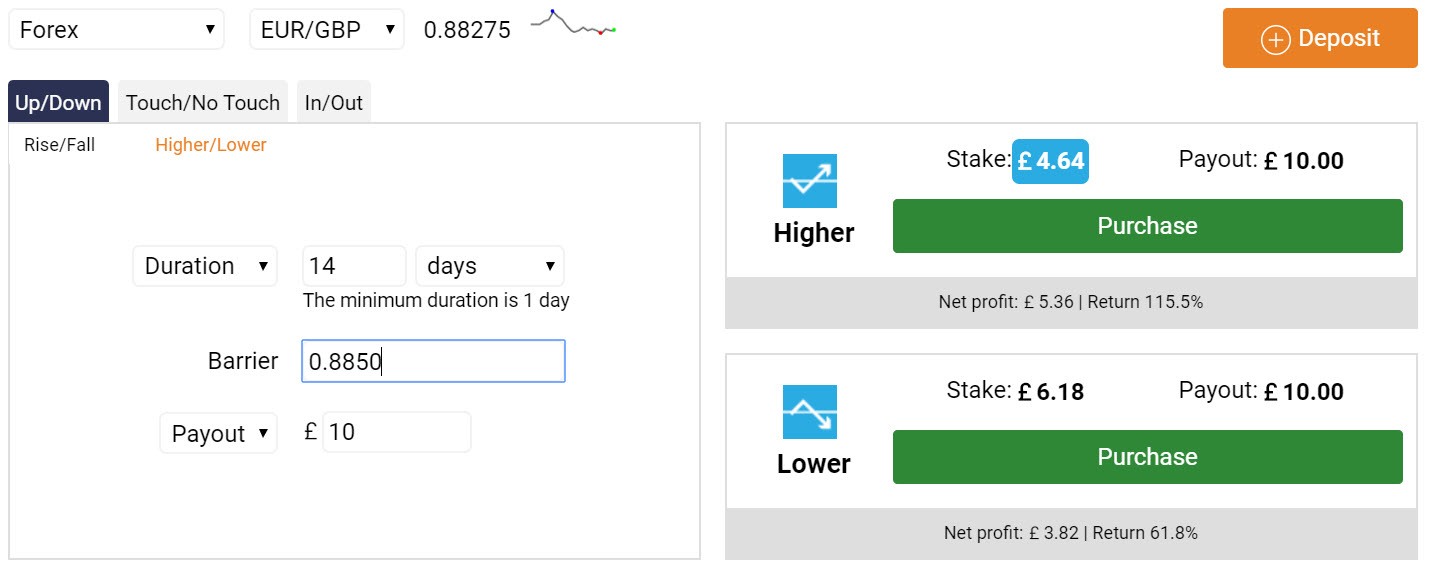 Forex EUR/GBP 0.88275 Deposit
Up/Down Touch/No Touch In/Out
Rise/Fall Higher/Lower
Duration 14 days
The minimum duration is 1 day
Barrier 0.8850
Payout £ 10
Higher
Stake: £ 4.64 Payout: £ 10.00
Purchase
Net profit: £ 5.36 | Return 115.5%
Lower
Stake: £ 6.18 Payout: £ 10.00
Purchase
Net profit: £ 3.82 | Return 61.8%